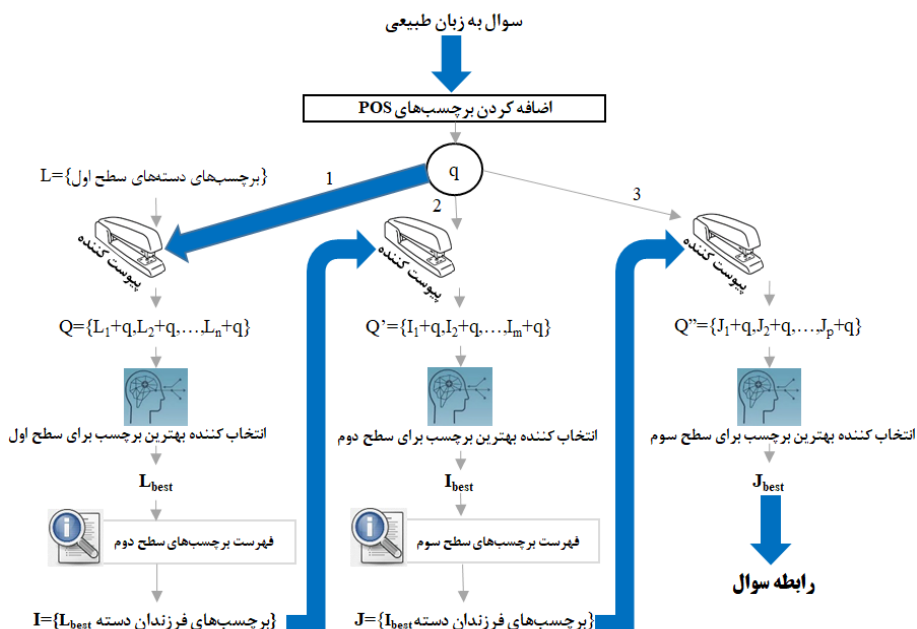 سوال به زبان طبیعی
اضافه کردن برچسب‌های POS
q
L={برچسب‌های دسته‌های سطح اول}
1
2
3
پیوست کننده
پیوست کننده
پیوست کننده
Q={L1+q,L2+q,…,Ln+q}
Q’={I1+q,I2+q,…,Im+q}
Q”={J1+q,J2+q,…,Jp+q}
انتخاب کننده بهترین برچسب برای سطح اول
انتخاب کننده بهترین برچسب برای سطح دوم
انتخاب کننده بهترین برچسب برای سطح سوم
Lbest
Ibest
Jbest
فهرست برچسب‌های سطح دوم
فهرست برچسب‌های سطح سوم
رابطه سوال
I={برچسب‌های فرزندان دسته Lbest}
J={برچسب‌های فرزندان دسته Ibest}